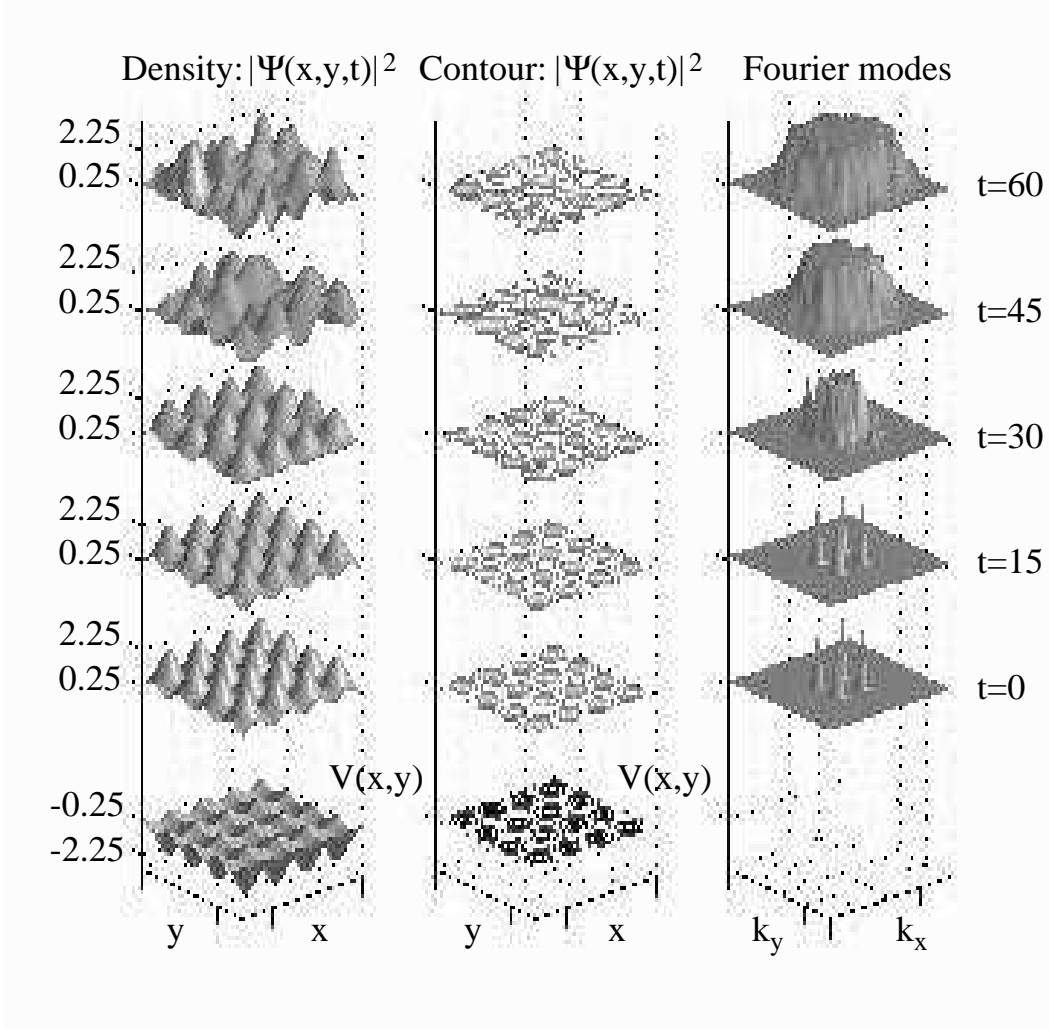 Density: |Ψ(x,y,t)|² Contour: |Ψ(x,y,t)|² Fourier modes
2.25
0.25 t=60
2.25
0.25 t=45
2.25
0.25 t=30
2.25
0.25 t=15
2.25
0.25 t=0
V(x,y) V(x,y)
-0.25
-2.25
y x y x k_y k_x